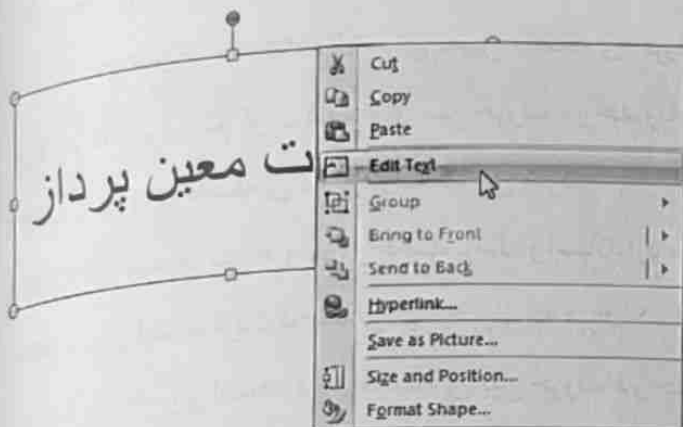 ت معین پرداز
Cut
Copy
Paste
Edit Text
Group
Bring to Front
Send to Back
Hyperlink...
Save as Picture...
Size and Position...
Format Shape...